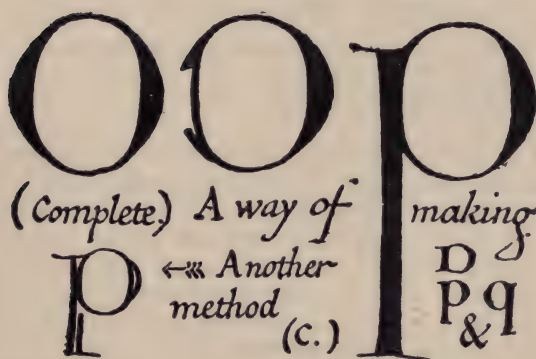 O O p
(Complete.) A way of making
p ⬳ Another D
method p q
(C.) &